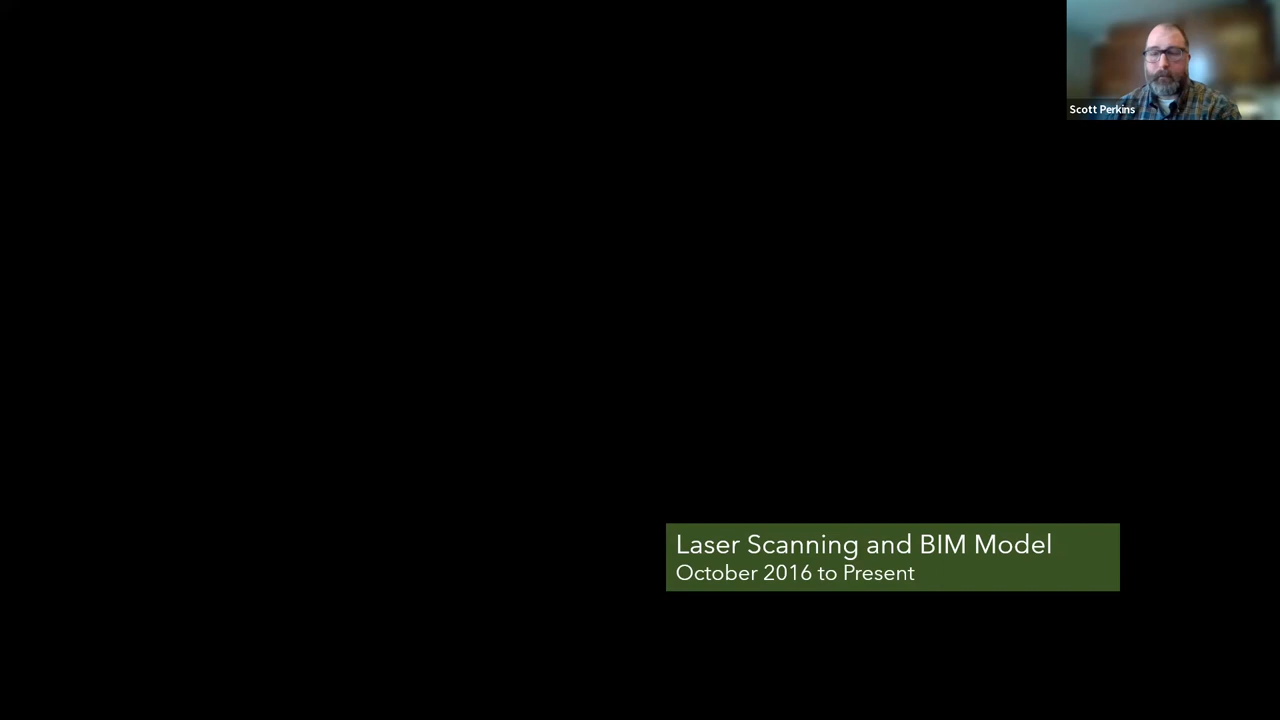 Scott Perkins
Laser Scanning and BIM Model
October 2016 to Present